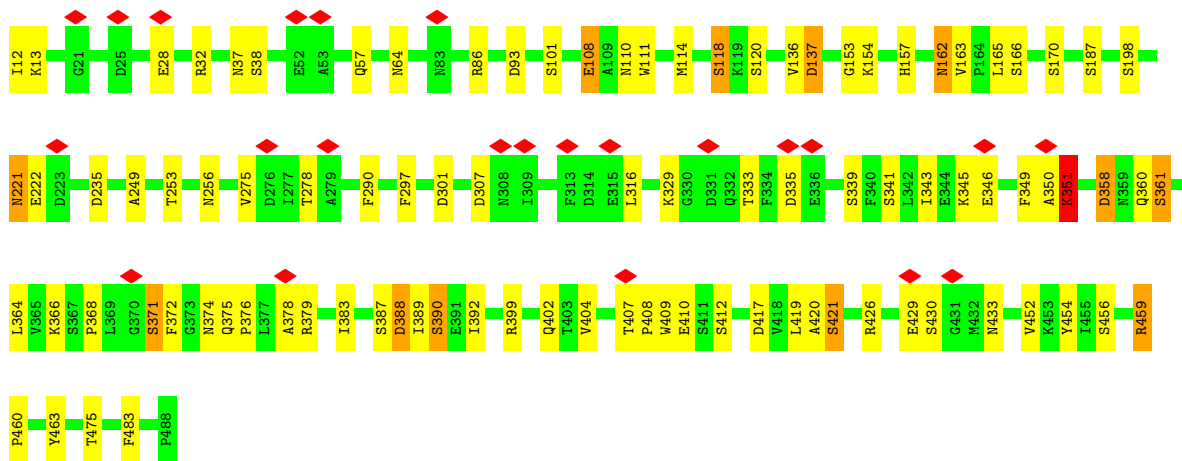 I12 K13 G21 D25 E28 R32 N37 S38 E52 A53 Q57 N64 N83 R86 D93 S101 E108 A109 N110 W111 M114 S118 K119 S120 V136 D137 G153 K154 H157 N162 V163 P164 L165 S166 S170 S187 S198
N221 E222 D223 D235 A249 T253 N256 V275 D276 I277 T278 A279 F290 F297 D301 D307 N308 I309 F313 D314 E315 L316 K329 G330 D331 Q332 T333 F334 D335 E336 S339 F340 S341 L342 I343 E344 K345 E346 F349 A350 K351 D358 N359 Q360 S361
L364 V365 K366 S367 P368 L369 G370 S371 F372 G373 N374 Q375 P376 L377 A378 R379 I383 S387 D388 I389 S390 E391 I392 R399 Q402 T403 V404 T407 P408 W409 E410 S411 S412 D417 V418 L419 A420 S421 R426 E429 S430 G431 M432 N433 V452 K453 Y454 I455 S456 R459
P460 Y463 T475 F483 P488